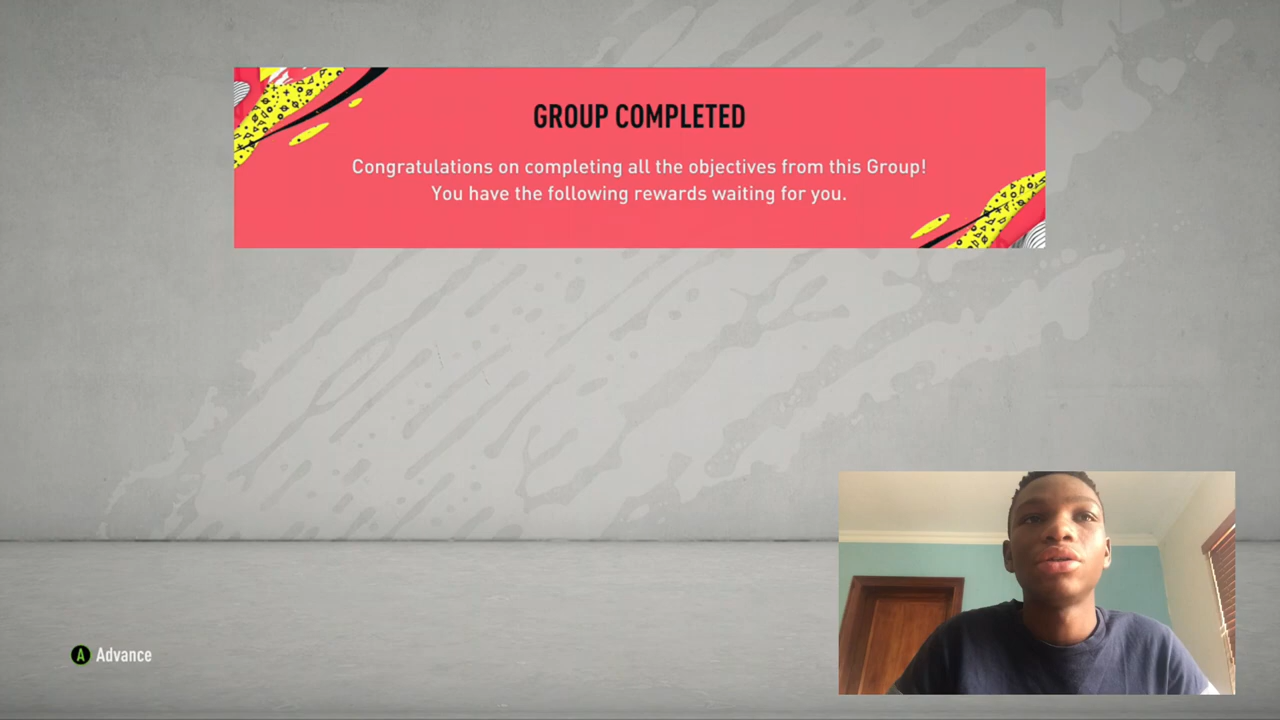 GROUP COMPLETED
Congratulations on completing all the objectives from this Group!
You have the following rewards waiting for you.
A Advance